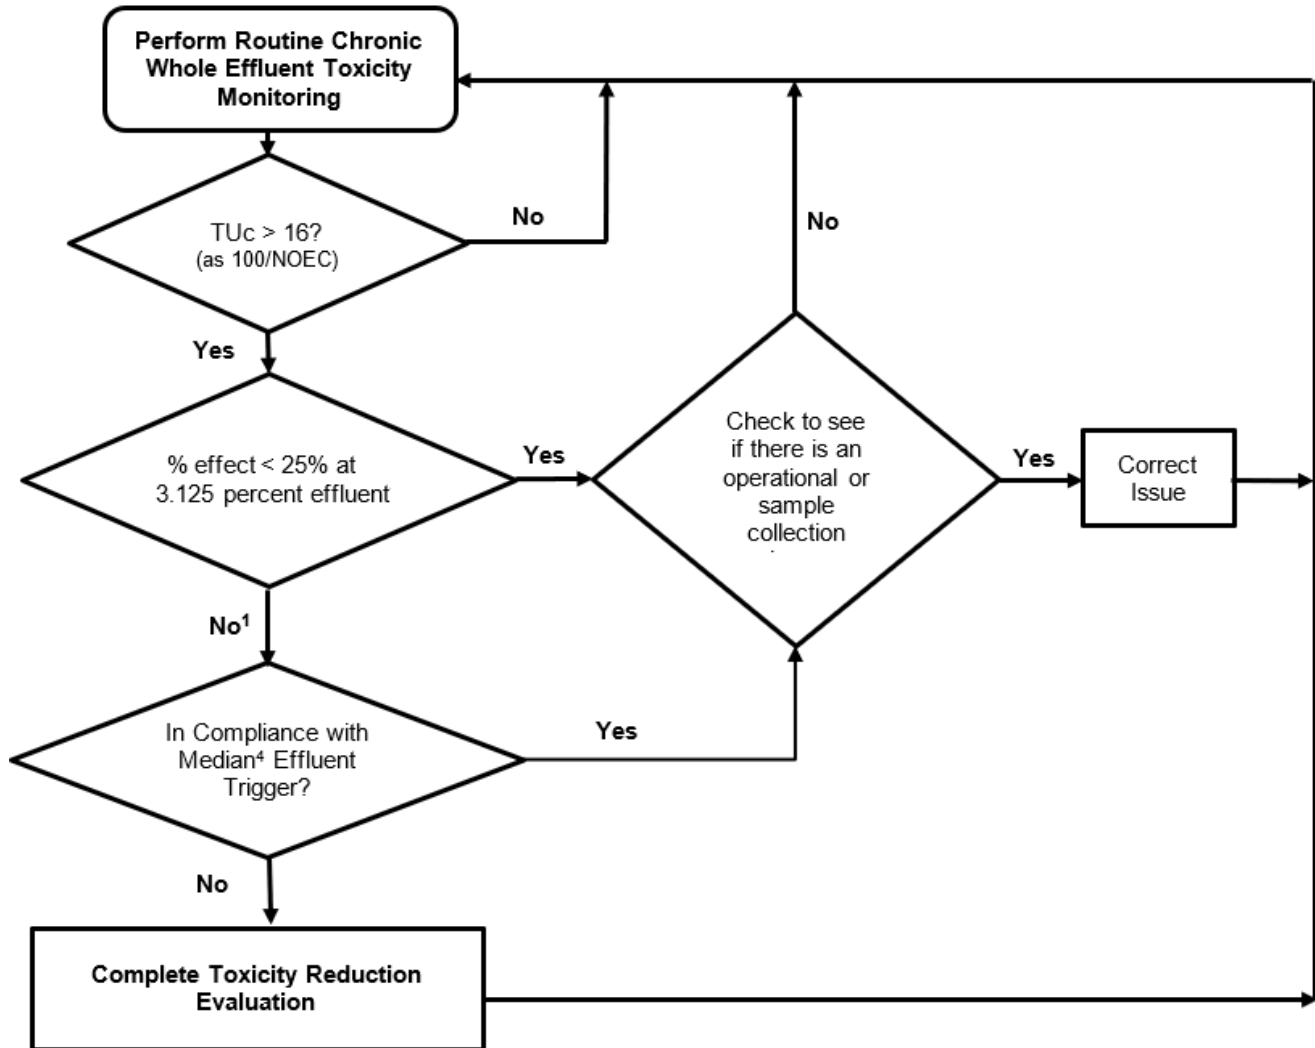 Perform Routine Chronic
Whole Effluent Toxicity
Monitoring
TUc > 16?
(as 100/NOEC)
No
No
Yes
% effect < 25% at
3.125 percent effluent
Yes
Check to see
if there is an
operational or
sample
collection
Yes
Correct
Issue
No¹
In Compliance with
Median⁴ Effluent
Trigger?
Yes
No
Complete Toxicity Reduction
Evaluation